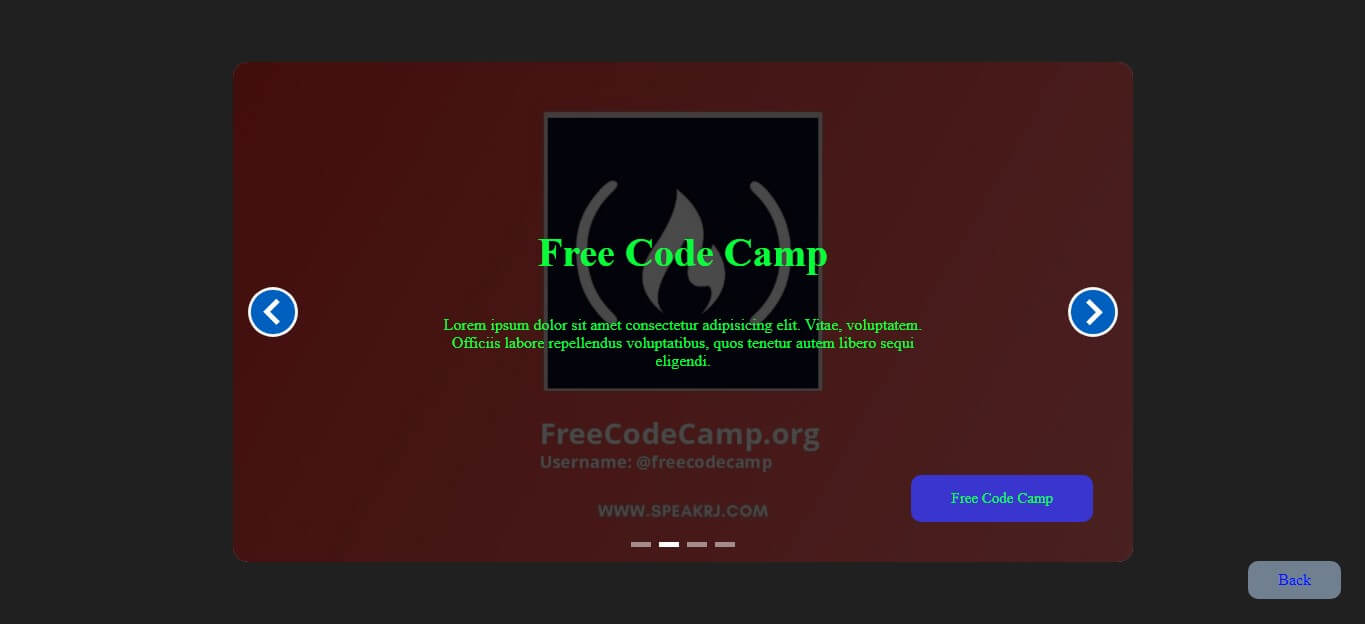 Free Code Camp
Lorem ipsum dolor sit amet consectetur adipisicing elit. Vitae, voluptatem.
Officiis labore repellendus voluptatibus, quos tenetur autem libero sequi
eligendi.
FreeCodeCamp.org
Username: @freecodecamp
WWW.SPEAKRJ.COM
Free Code Camp
Back